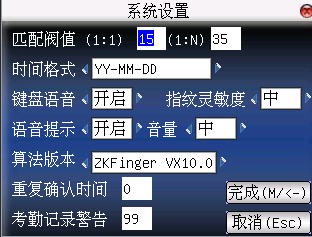 系统设置
匹配阀值 (1:1) 15 (1:N) 35
时间格式 YY-MM-DD
键盘语音 开启 指纹灵敏度 中
语音提示 开启 音量 中
算法版本 ZKFinger VX10.0
重复确认时间 0 完成(M/<-)
考勤记录警告 99 取消(Esc)